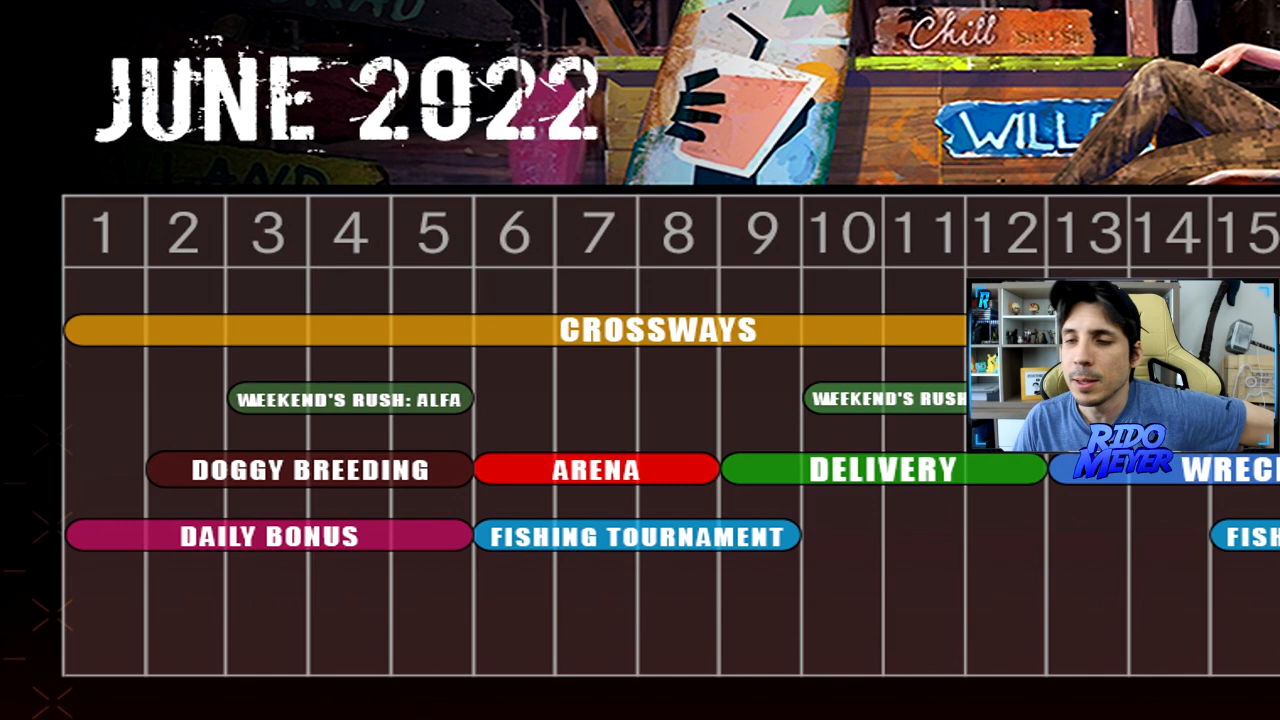 Chill
JUNE 2022
WILL
LAND
1 2 3 4 5 6 7 8 9 10 11 12 13 14 15
CROSSWAYS
WEEKEND'S RUSH: ALFA
WEEKEND'S RUSH
DOGGY BREEDING
ARENA
DELIVERY
RIDO
MEYER
WREC
DAILY BONUS
FISHING TOURNAMENT
FISH